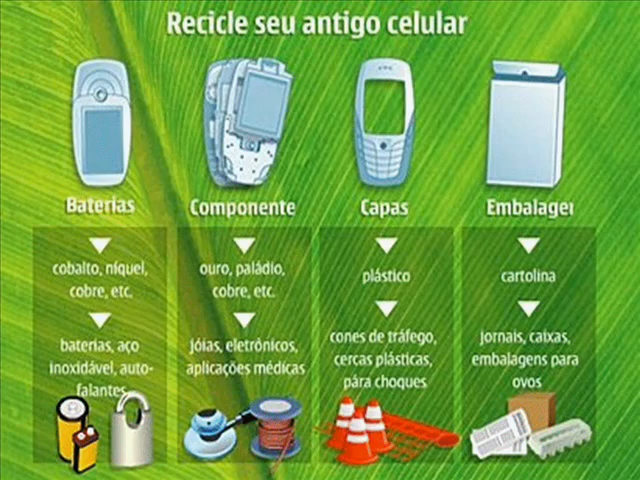 Recicle seu antigo celular
Baterias
Componente
Capas
Embalager
cobalto, níquel,
cobre, etc.
ouro, paládio,
cobre, etc.
plástico
cartolina
baterias, aço
inoxidável, auto-
falantes
jóias, eletrônicos,
aplicações médicas
cones de tráfego,
cercas plásticas,
pára choques
jornais, caixas,
embalagens para
ovos